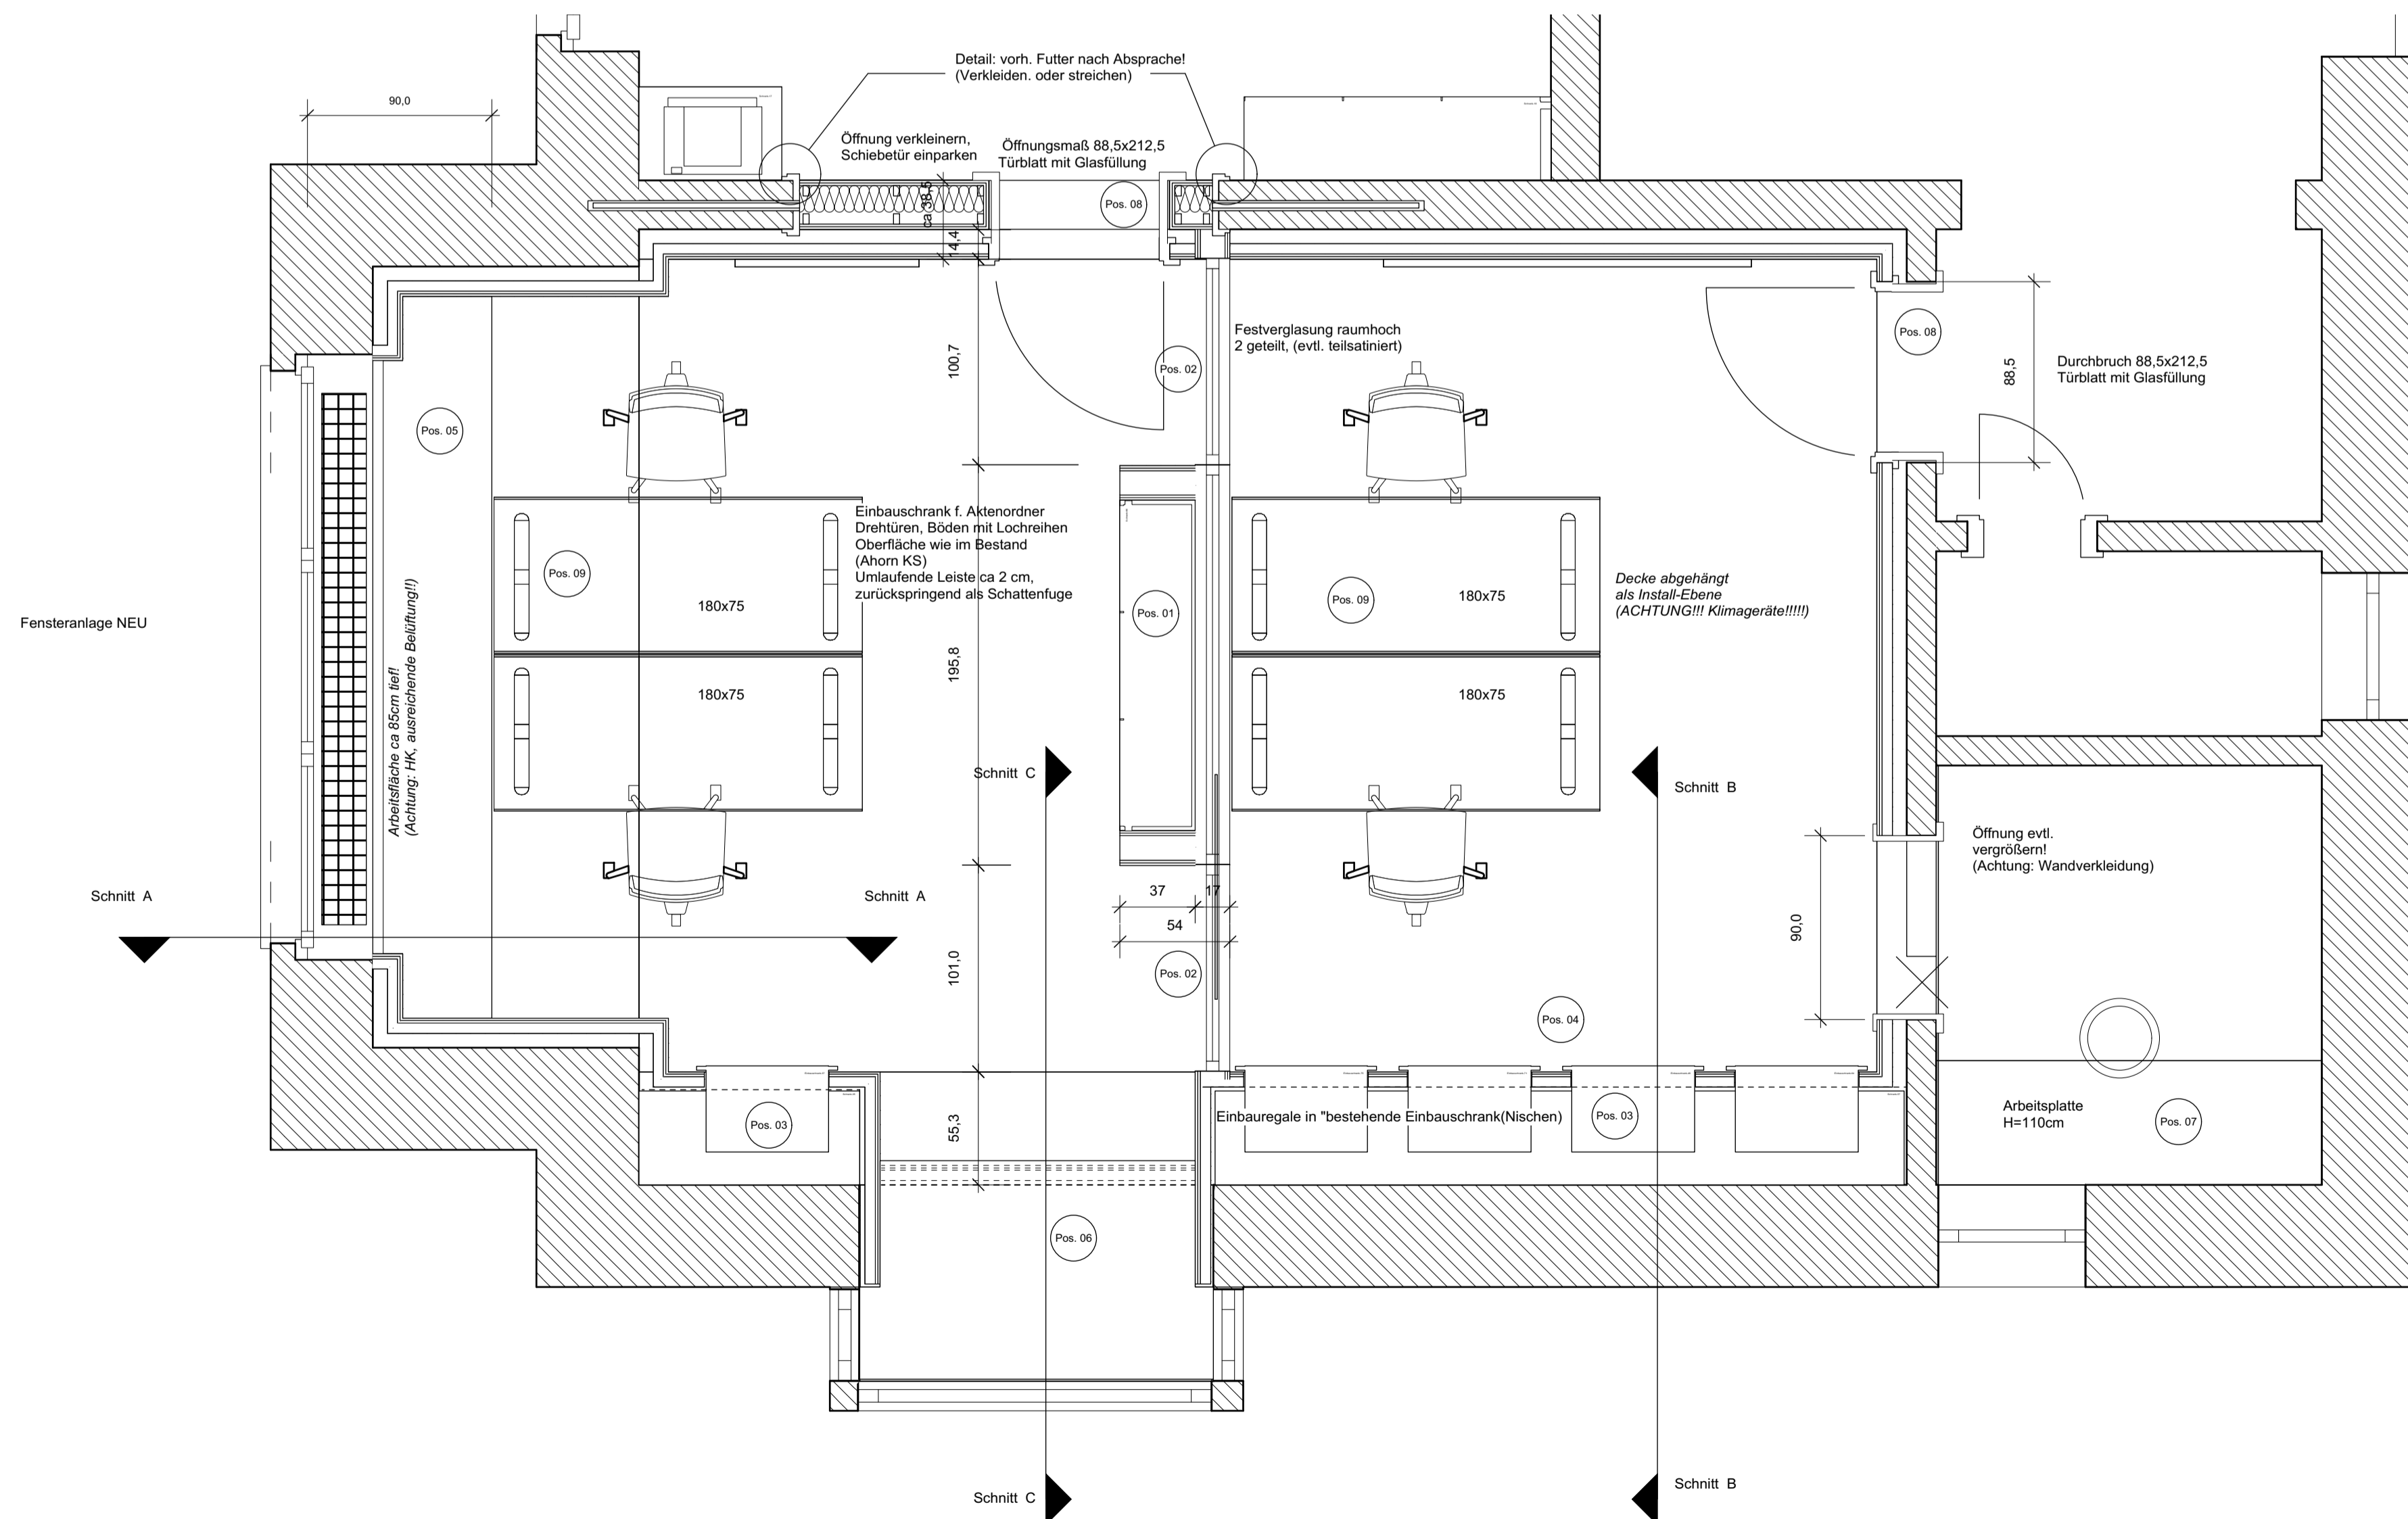 Detail: vorh. Futter nach Absprache!
(Verkleiden. oder streichen)
90,0
Öffnung verkleinern,
Schiebetür einparken
Öffnungsmaß 88,5x212,5
Türblatt mit Glasfüllung
ca 38,5
Pos. 08
14,4
Festverglasung raumhoch
2 geteilt, (evtl. teilsatiniert)
Pos. 08
100,7
Pos. 02
88,5
Durchbruch 88,5x212,5
Türblatt mit Glasfüllung
Pos. 05
Einbauschrank f. Aktenordner
Drehtüren, Böden mit Lochreihen
Oberfläche wie im Bestand
(Ahorn KS)
Umlaufende Leiste ca 2 cm,
zurückspringend als Schattenfuge
Pos. 09
180x75
Pos. 01
Pos. 09
180x75
Decke abgehängt
als Install-Ebene
(ACHTUNG!!! Klimageräte!!!!!)
Fensteranlage NEU
Arbeitsfläche ca 85cm tief!
(Achtung: HK, ausreichende Belüftung!!)
195,8
180x75
180x75
Schnitt C
Schnitt B
Öffnung evtl.
vergrößern!
(Achtung: Wandverkleidung)
Schnitt A
Schnitt A
37
17
54
90,0
101,0
Pos. 02
Pos. 04
55,3
Pos. 03
Einbauregale in "bestehende Einbauschrank(Nischen)
Pos. 03
Arbeitsplatte
H=110cm
Pos. 07
Pos. 06
Schnitt C
Schnitt B